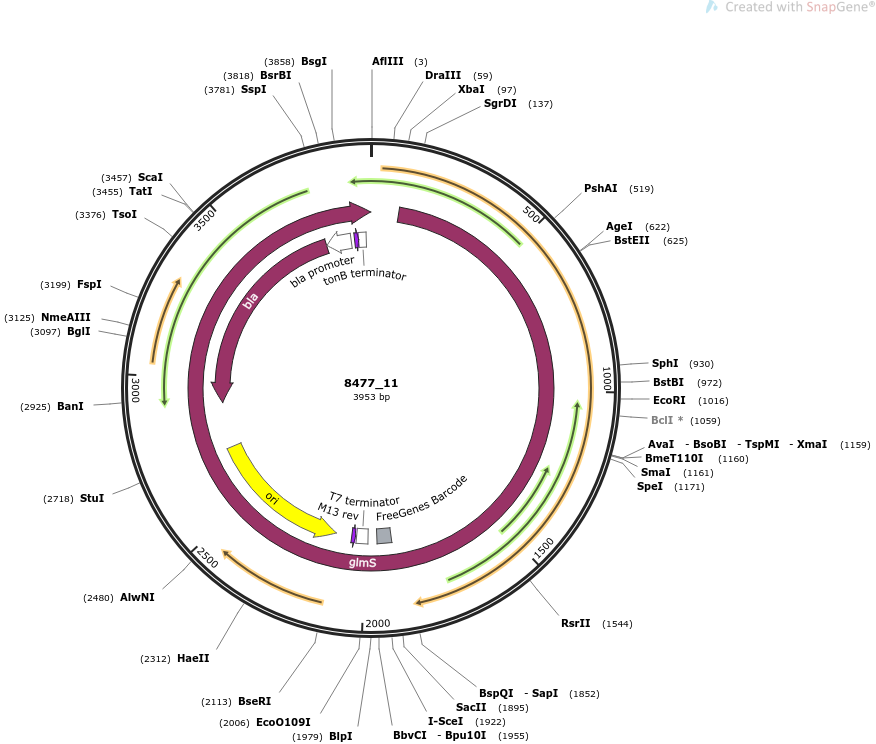 Created with SnapGene®
(3858) BsgI
(3818) BsrBI
(3781) SspI
AflIII (3)
DraIII (59)
XbaI (97)
SgrDI (137)
(3457) ScaI
(3455) TatI
(3376) TsoI
PshAI (519)
AgeI (622)
BstEII (625)
3500
500
bla promoter
tonB terminator
bla
(3199) FspI
(3125) NmeAIII
(3097) BglI
(2925) BanI
3000
8477_11
3953 bp
1000
SphI (930)
BstBI (972)
EcoRI (1016)
BclI * (1059)
AvaI - BsoBI - TspMI - XmaI (1159)
BmeT110I (1160)
SmaI (1161)
SpeI (1171)
(2718) StuI
ori
T7 terminator
M13 rev
FreeGenes Barcode
glmS
2500
1500
2000
(2480) AlwNI
(2312) HaeII
(2113) BseRI
(2006) EcoO109I
(1979) BlpI
RsrII (1544)
BspQI - SapI (1852)
SacII (1895)
I-SceI (1922)
BbvCI - Bpu10I (1955)